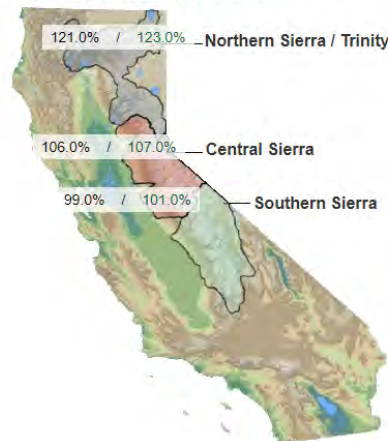 121.0% / 123.0% Northern Sierra / Trinity
106.0% / 107.0% Central Sierra
99.0% / 101.0% Southern Sierra